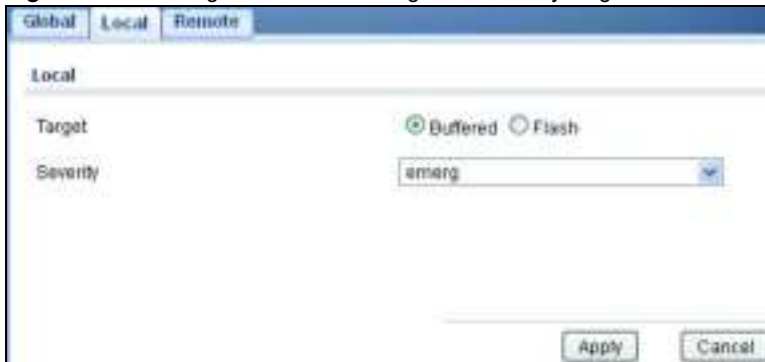 Global Local Remote
Local
Target Buffered Flash
Severity emerg
Apply Cancel